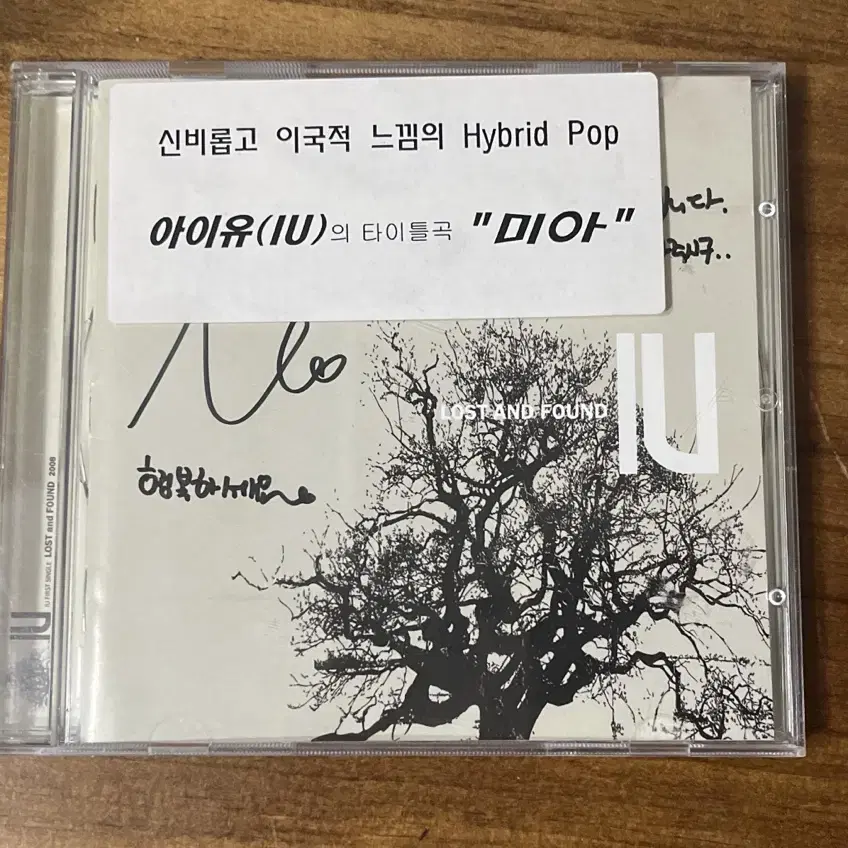 신비롭고 이국적 느낌의 Hybrid Pop
아이유(IU)의 타이틀곡 "미아"
니다.
IU
LOST AND FOUND
행복하세요
IU FIRST SINGLE LOST and FOUND 2008
IU